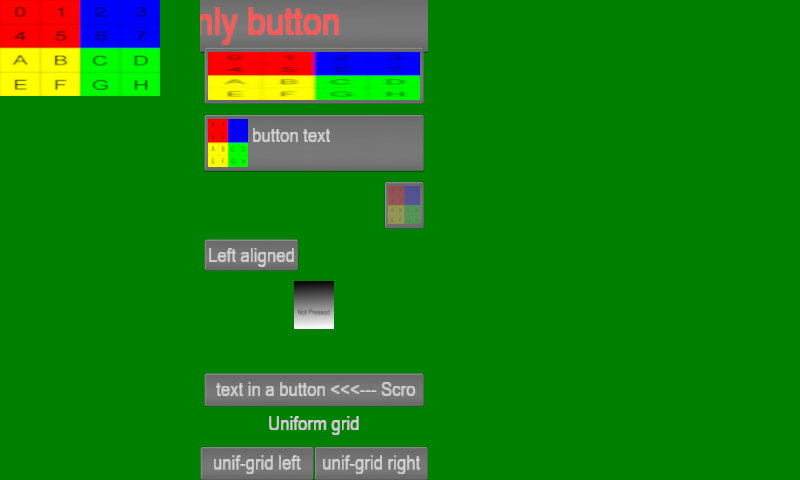 0 1 2 3
4 5 6 7
A B C D
E F G H
nly button
A B C D
E F G H
button text
A B C D
E F G H
Left aligned
Not Pressed
text in a button <<<--- Scro
Uniform grid
unif-grid left
unif-grid right